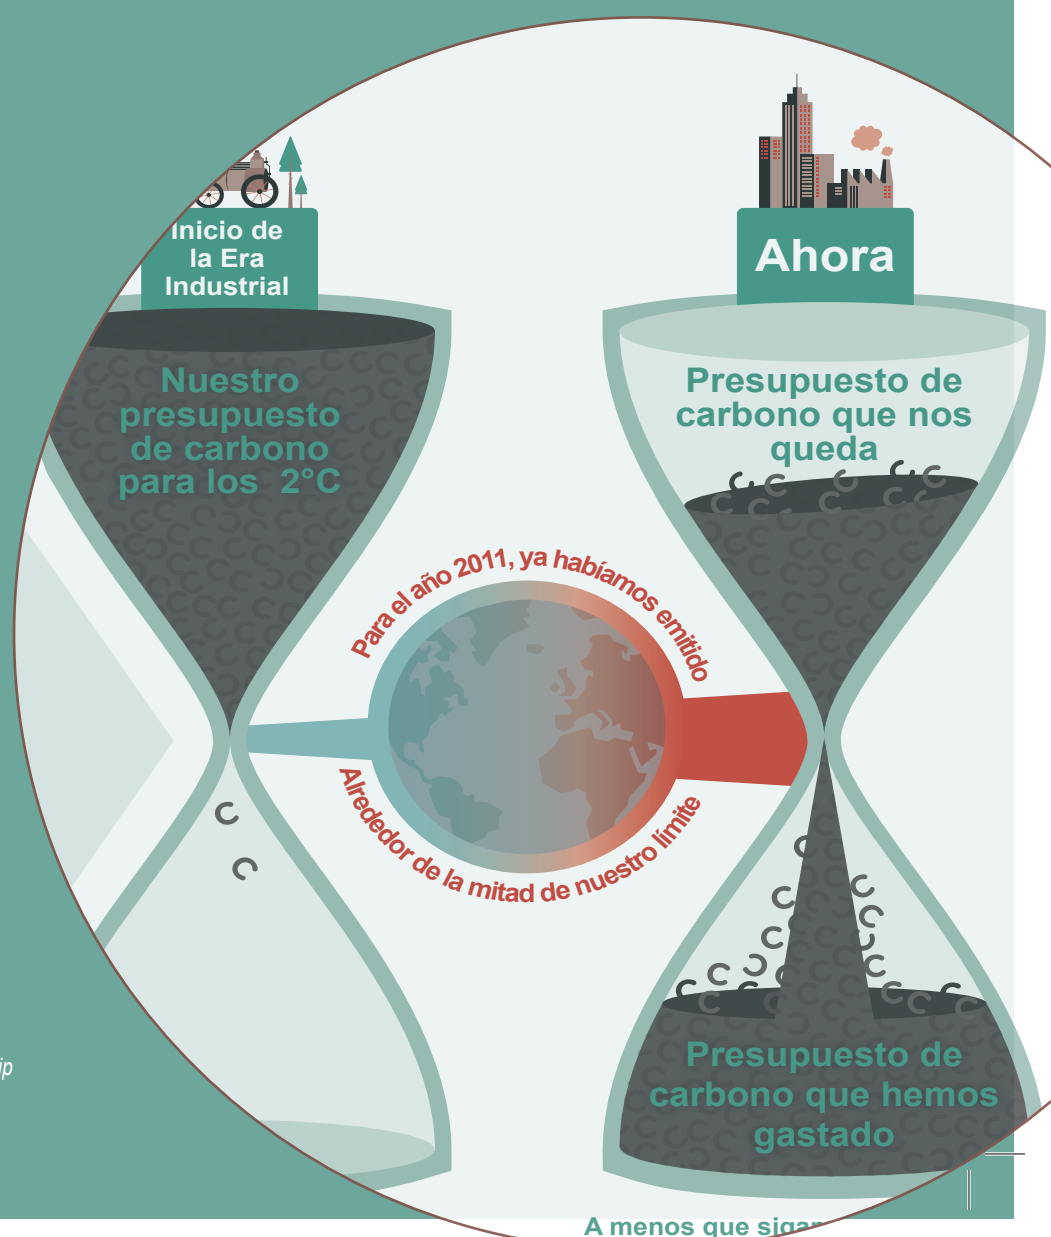 Inicio de
la Era
Industrial
Ahora
Nuestro
presupuesto
de carbono
para los 2°C
Presupuesto de
carbono que nos
queda
Para el año 2011, ya habíamos emitido
Alrededor de la mitad de nuestro límite
Presupuesto de
carbono que hemos
gastado
A menos que